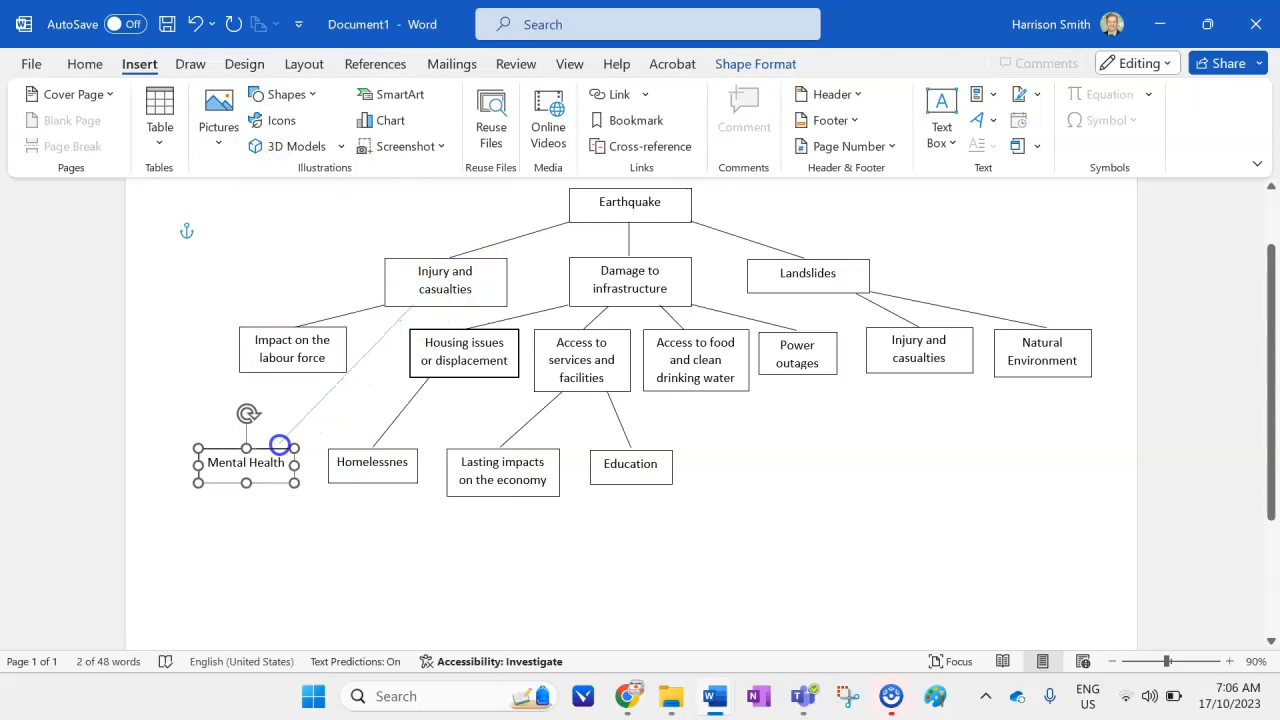 AutoSave Off Document1 - Word Search Harrison Smith
File Home Insert Draw Design Layout References Mailings Review View Help Acrobat Shape Format Comments Editing Share
Cover Page
Blank Page
Page Break
Pages
Table
Tables
Pictures
Shapes
Icons
3D Models
SmartArt
Chart
Screenshot
Illustrations
Reuse
Files
Reuse Files
Online
Videos
Media
Link
Bookmark
Cross-reference
Links
Comment
Comments
Header
Footer
Page Number
Header & Footer
A
Text
Box
Text
Equation
Symbol
Symbols
Earthquake
Injury and
casualties
Damage to
infrastructure
Landslides
Impact on the
labour force
Housing issues
or displacement
Access to
services and
facilities
Access to food
and clean
drinking water
Power
outages
Injury and
casualties
Natural
Environment
Mental Health
Homelessnes
Lasting impacts
on the economy
Education
Page 1 of 1 2 of 48 words English (United States) Text Predictions: On Accessibility: Investigate Focus 90%
Search
ENG
US
7:06 AM
17/10/2023